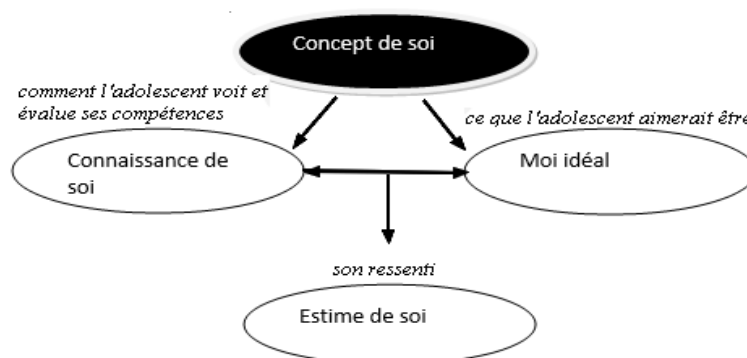 Concept de soi
comment l'adolescent voit et
évalue ses compétences
ce que l'adolescent aimerait être
Connaissance de
soi
Moi idéal
son ressenti
Estime de soi